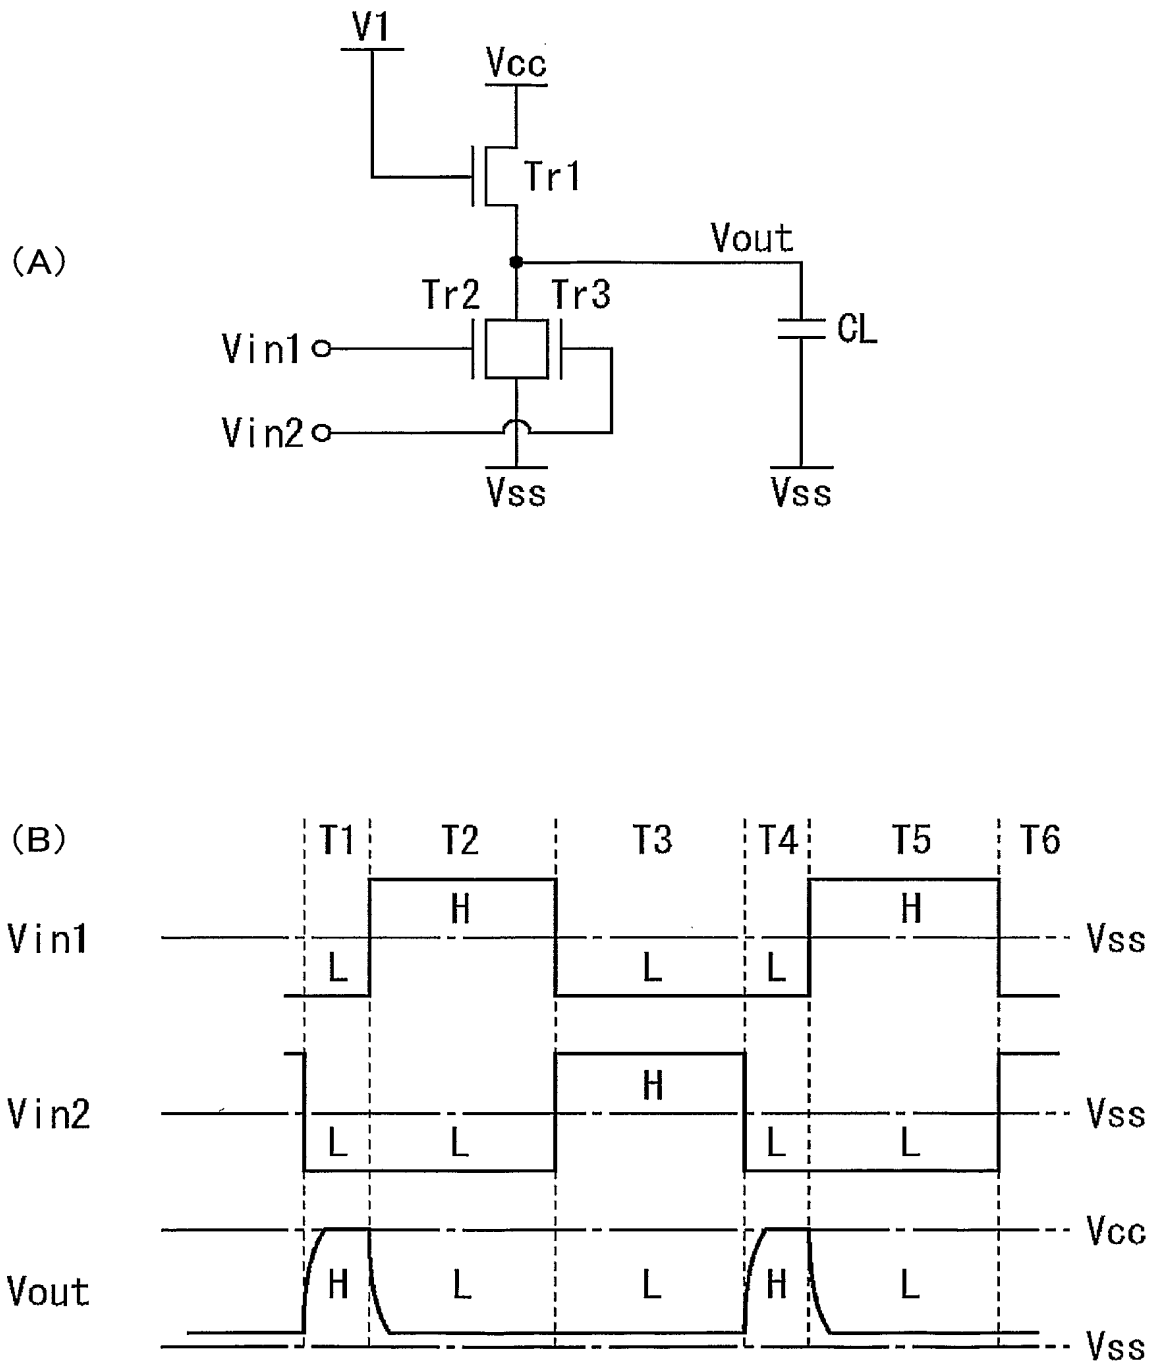 V1
Vcc
Tr1
(A)
Vout
Tr2 Tr3
Vin1
CL
Vin2
Vss Vss
(B) T1 T2 T3 T4 T5 T6
H H
Vin1 Vss
L L L
H
Vin2 Vss
L L L L
Vcc
Vout H L L H L
Vss